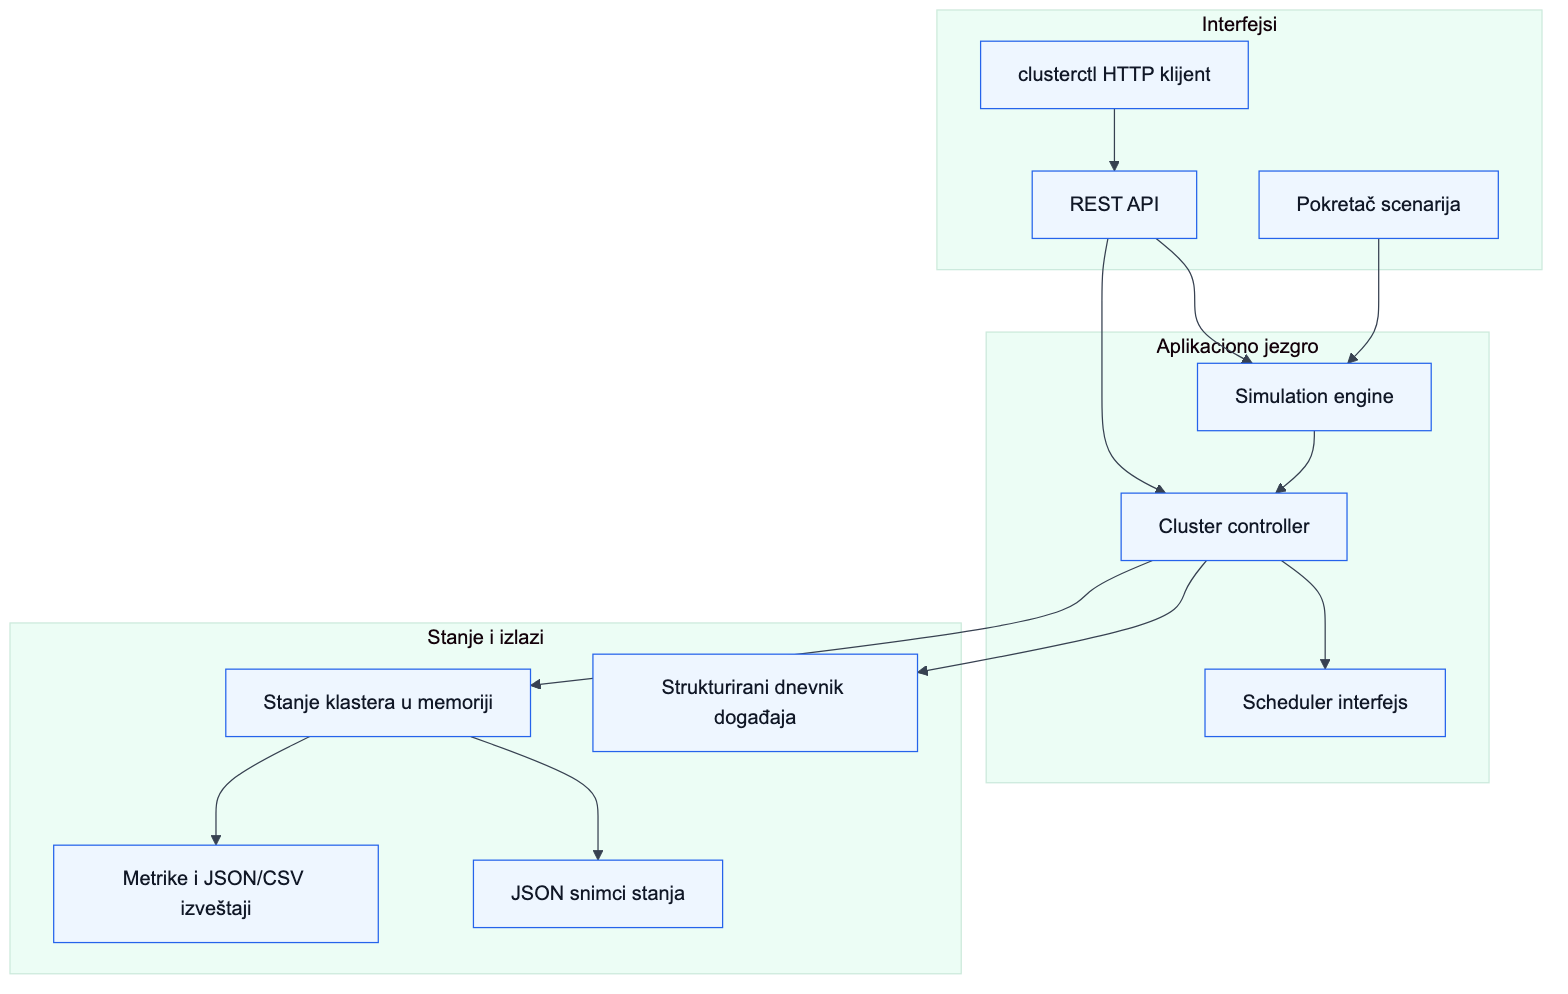 Interfejsi
clusterctl HTTP klijent
REST API
Pokretač scenarija
Aplikaciono jezgro
Simulation engine
Cluster controller
Scheduler interfejs
Stanje i izlazi
Stanje klastera u memoriji
Strukturirani dnevnik
događaja
Metrike i JSON/CSV
izveštaji
JSON snimci stanja